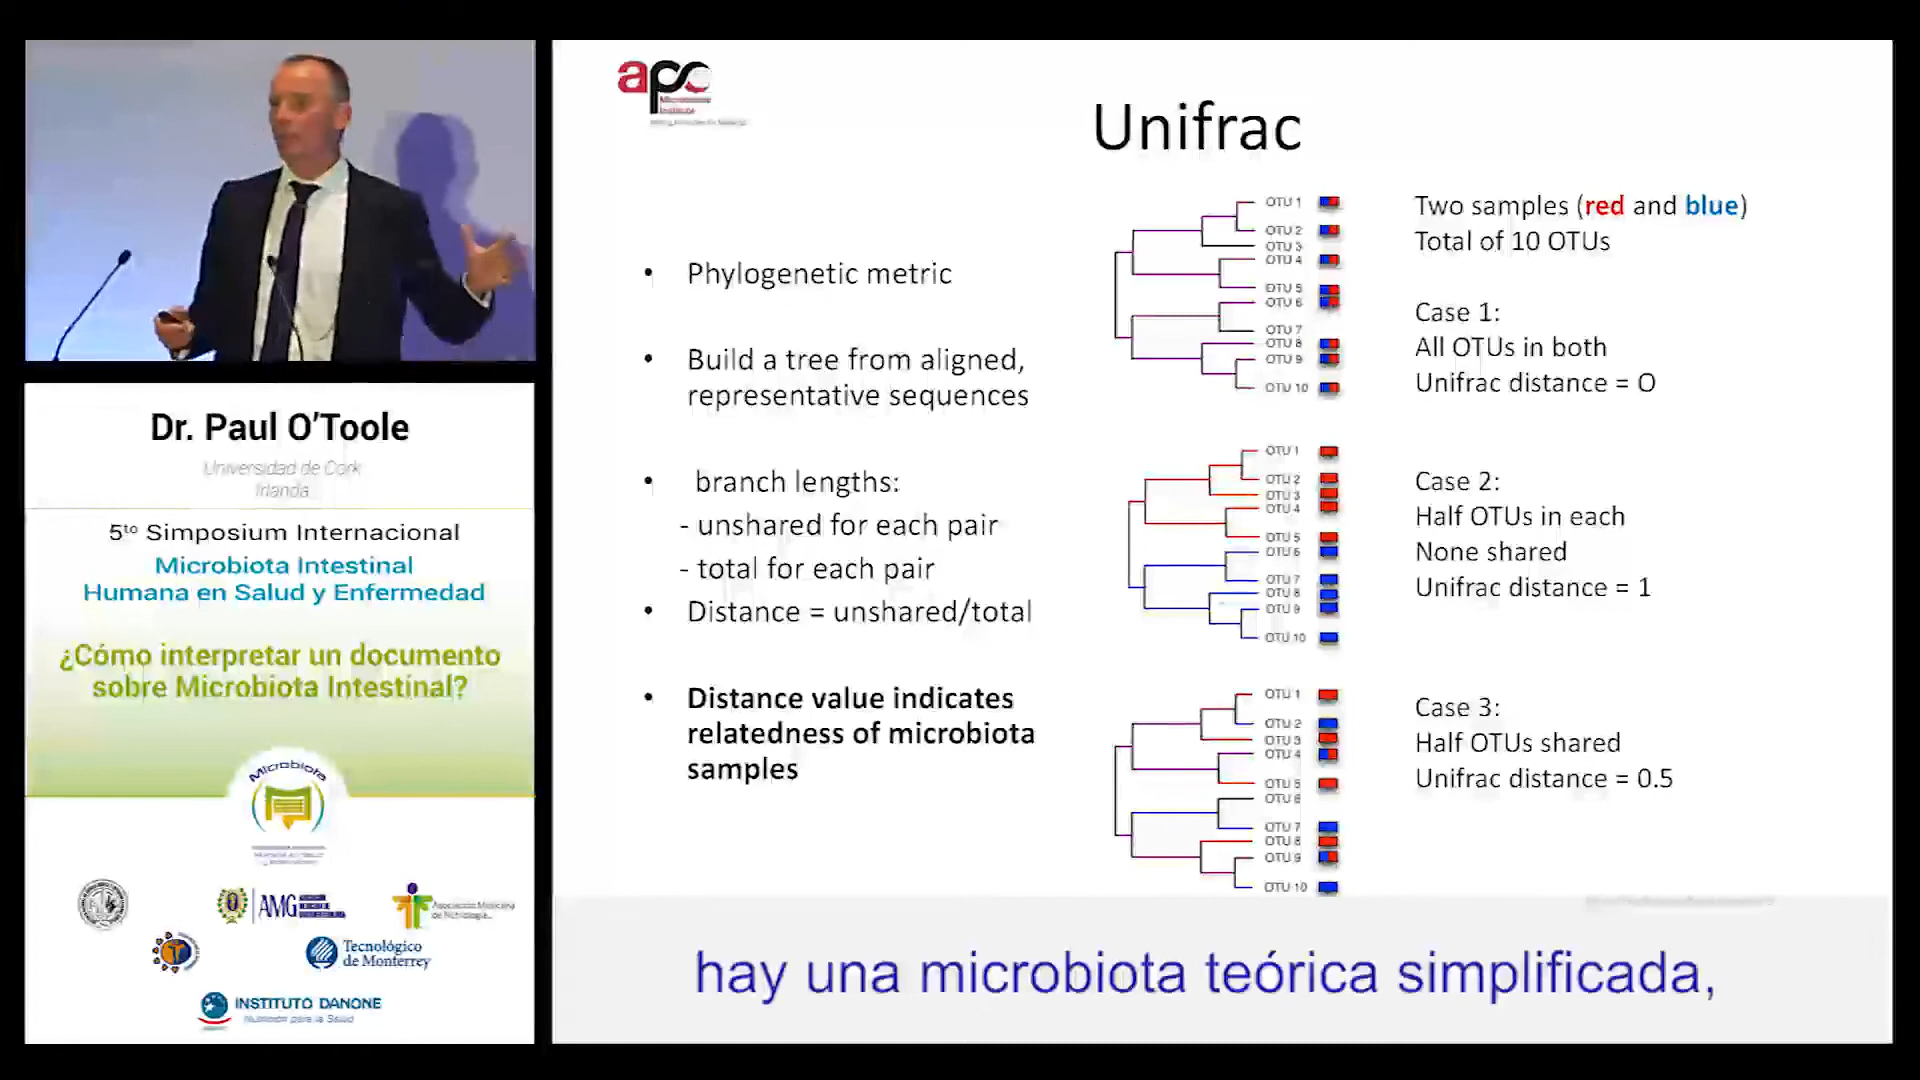 apc
Microbiome
Institute
Unifrac
• Phylogenetic metric
• Build a tree from aligned,
representative sequences
• branch lengths:
- unshared for each pair
- total for each pair
• Distance = unshared/total
• Distance value indicates
relatedness of microbiota
samples
OTU 1
OTU 2
OTU 3
OTU 4
OTU 5
OTU 6
OTU 7
OTU 8
OTU 9
OTU 10
Two samples (red and blue)
Total of 10 OTUs
Case 1:
All OTUs in both
Unifrac distance = O
OTU 1
OTU 2
OTU 3
OTU 4
OTU 5
OTU 6
OTU 7
OTU 8
OTU 9
OTU 10
Case 2:
Half OTUs in each
None shared
Unifrac distance = 1
OTU 1
OTU 2
OTU 3
OTU 4
OTU 5
OTU 6
OTU 7
OTU 8
OTU 9
OTU 10
Case 3:
Half OTUs shared
Unifrac distance = 0.5
Dr. Paul O'Toole
Universidad de Cork
Irlanda
5to Simposium Internacional
Microbiota Intestinal
Humana en Salud y Enfermedad
¿Cómo interpretar un documento
sobre Microbiota Intestinal?
Microbiota
AMG
Asociación Mexicana
de Nutriología
Tecnológico
de Monterrey
INSTITUTO DANONE
Nutrición para la Salud
hay una microbiota teórica simplificada,